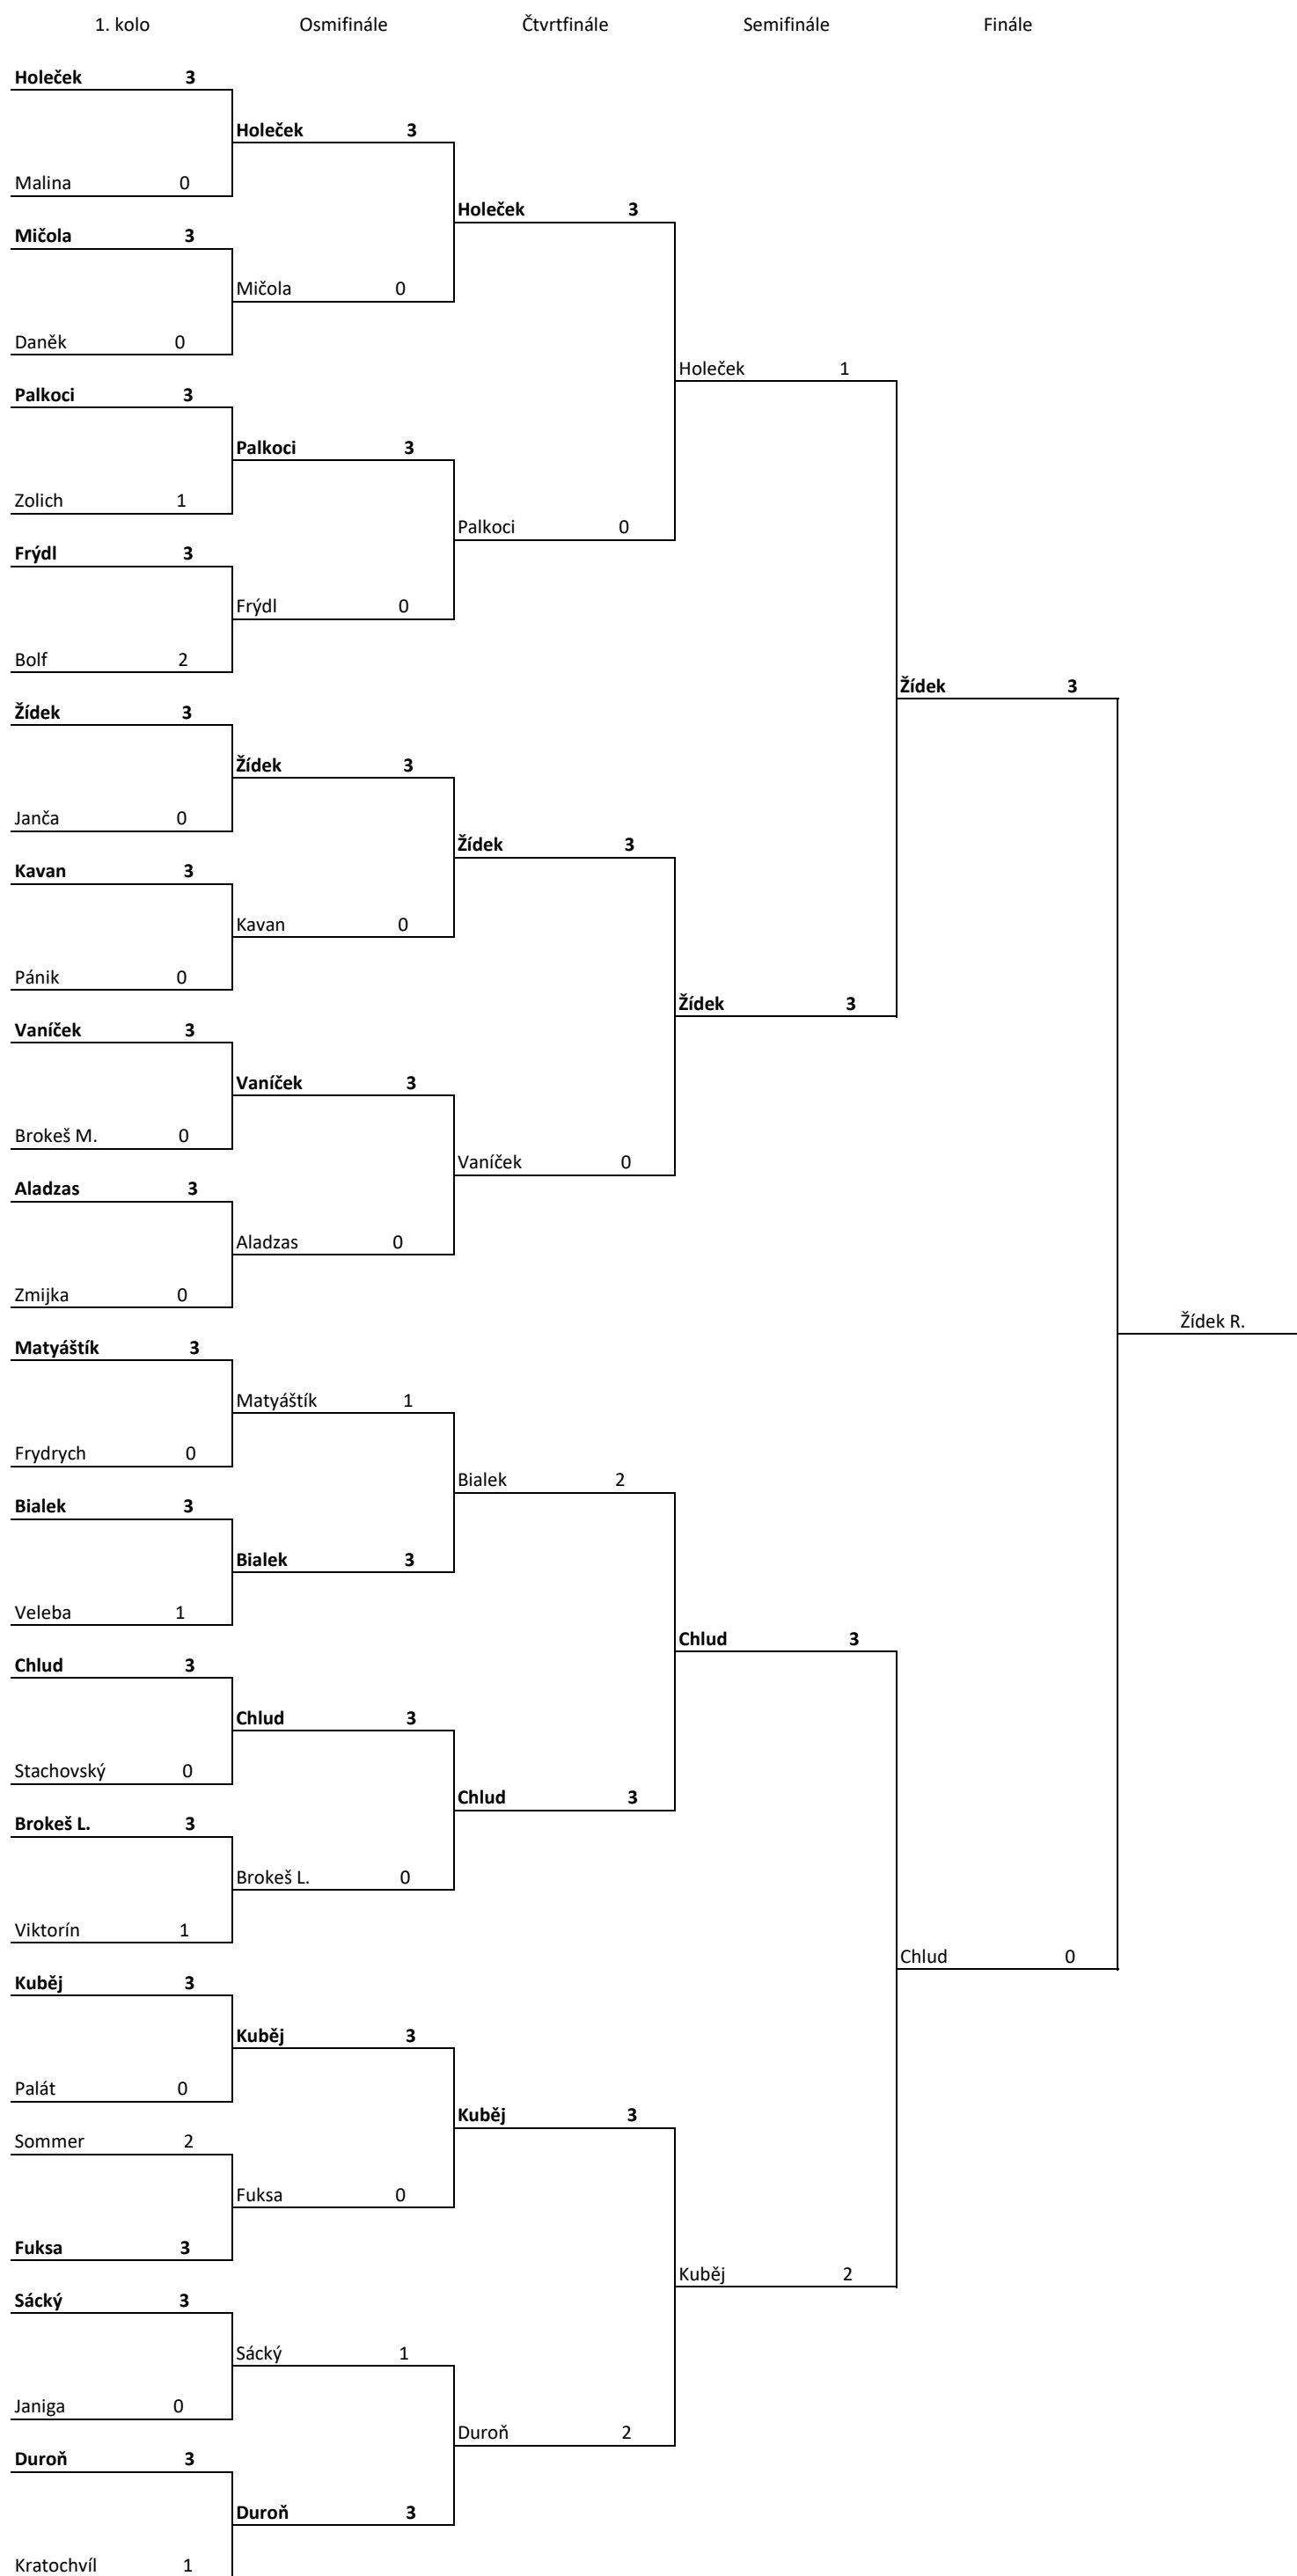 1. kolo Osmifinále Čtvrtfinále Semifinále Finále
Holeček 3
Holeček 3
Malina 0
Holeček 3
Mičola 3
Mičola 0
Daněk 0
Holeček 1
Palkoci 3
Palkoci 3
Zolich 1
Palkoci 0
Frýdl 3
Frýdl 0
Bolf 2
Žídek 3
Žídek 3
Žídek 3
Janča 0
Žídek 3
Kavan 3
Kavan 0
Pánik 0
Žídek 3
Vaníček 3
Vaníček 3
Brokeš M. 0
Vaníček 0
Aladzas 3
Aladzas 0
Zmijka 0
Žídek R.
Matyáštík 3
Matyáštík 1
Frydrych 0
Bialek 2
Bialek 3
Bialek 3
Veleba 1
Chlud 3
Chlud 3
Chlud 3
Stachovský 0
Chlud 3
Brokeš L. 3
Brokeš L. 0
Viktorín 1
Chlud 0
Kuběj 3
Kuběj 3
Palát 0
Kuběj 3
Sommer 2
Fuksa 0
Fuksa 3
Kuběj 2
Sácký 3
Sácký 1
Janiga 0
Duroň 2
Duroň 3
Duroň 3
Kratochvíl 1